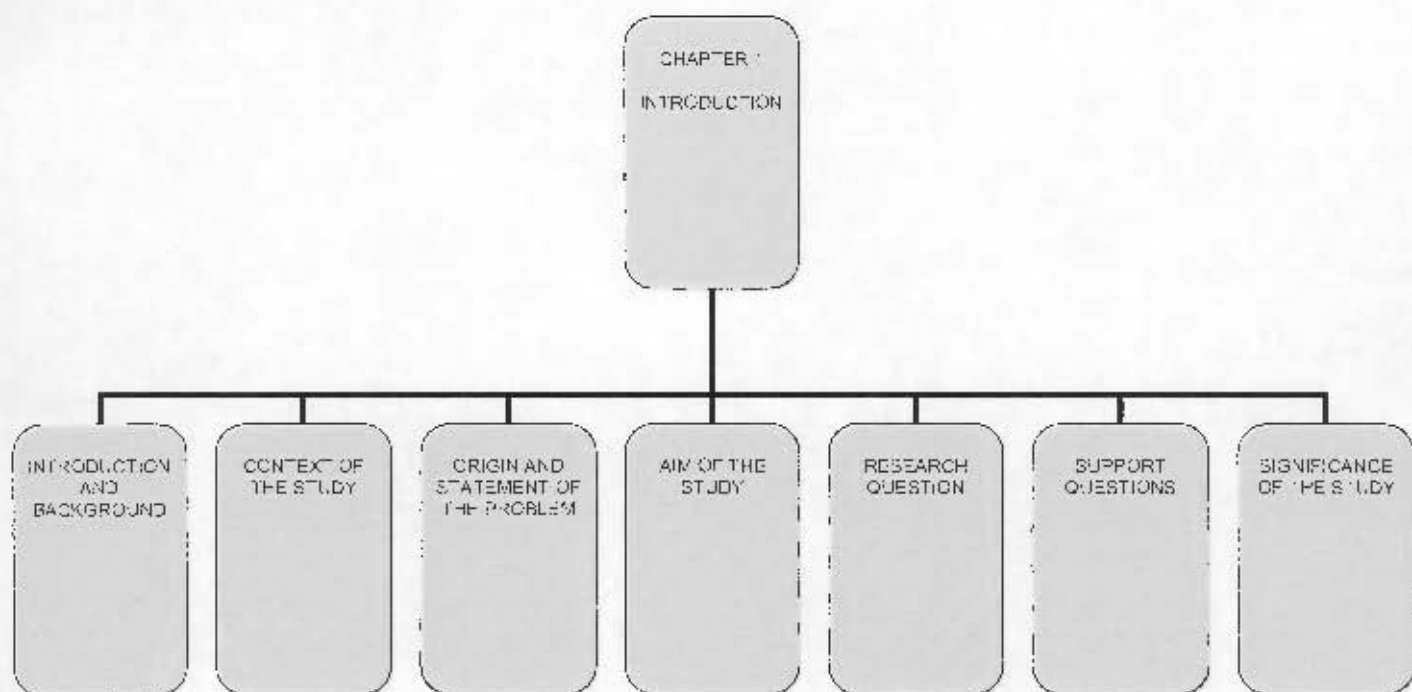 CHAPTER 1
INTRODUCTION
INTRODUCTION
AND
BACKGROUND
CONTEXT OF
THE STUDY
ORIGIN AND
STATEMENT OF
THE PROBLEM
AIM OF THE
STUDY
RESEARCH
QUESTION
SUPPORT
QUESTIONS
SIGNIFICANCE
OF THE STUDY